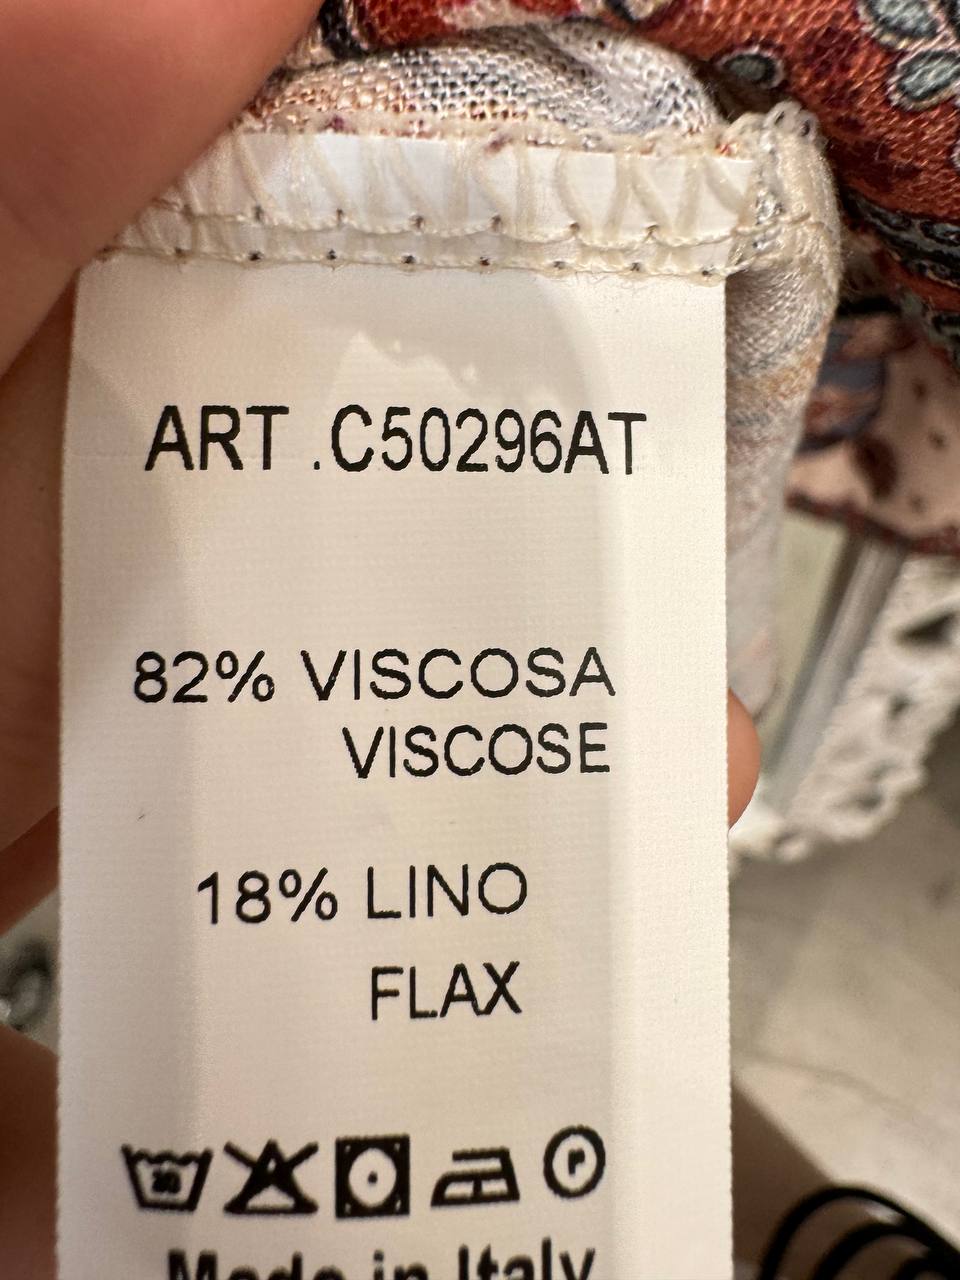 ART .C50296AT
82% VISCOSA
VISCOSE
18% LINO
FLAX
P
Made in Italy